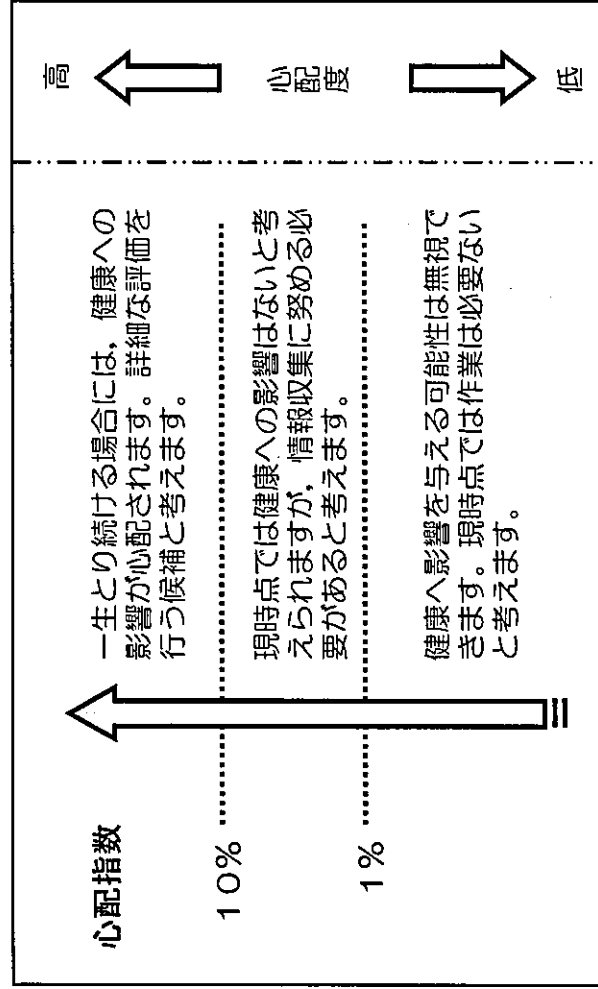 心配指数
10%
1%
一生とり続ける場合には，健康への
影響が心配されます。詳細な評価を
行う候補と考えます。
現時点では健康への影響はないと考
えられますが，情報収集に努める必
要があると考えます。
健康へ影響を与える可能性は無視で
きます。現時点では作業は必要ない
と考えます。
高
心配度
低